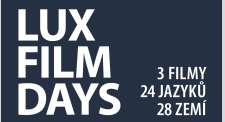 LUX
FILM
DAYS
3 FILMY
24 JAZYKŮ
28 ZEMÍ